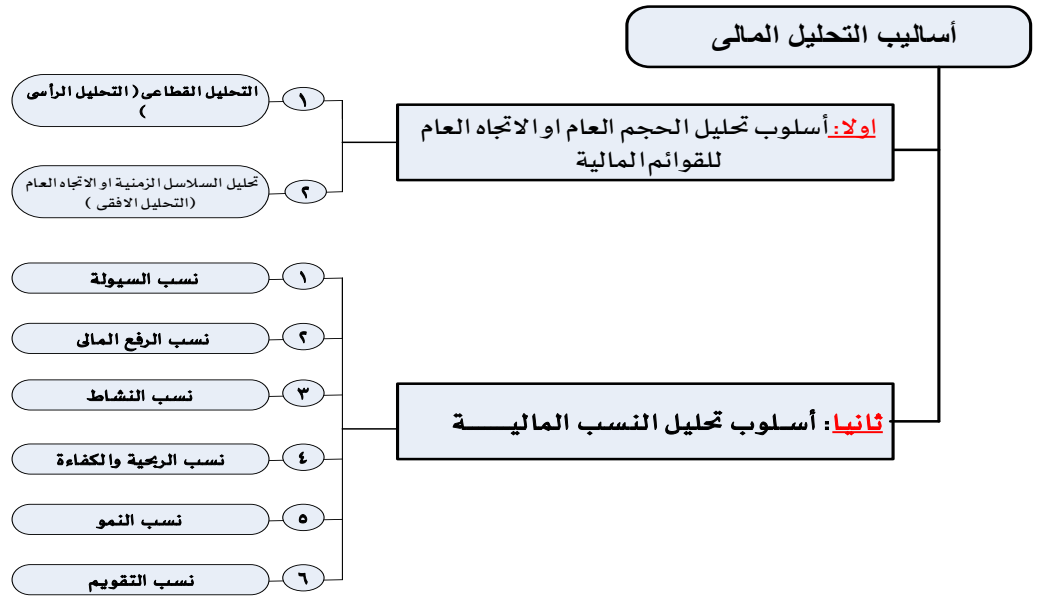 أساليب التحليل المالى
اولا: أسلوب تحليل الحجم العام او الاتجاه العام
للقوائم المالية
١
التحليل القطاعى( التحليل الرأسى
)
٢
تحليل السلاسل الزمنية او الاتجاه العام
(التحليل الافقى )
ثانيا: أسـلوب تحليل النسب الماليـــــة
١
نسب السيولة
٢
نسب الرفع المالى
٣
نسب النشاط
٤
نسب الربحية والكفاءة
٥
نسب النمو
٦
نسب التقويم